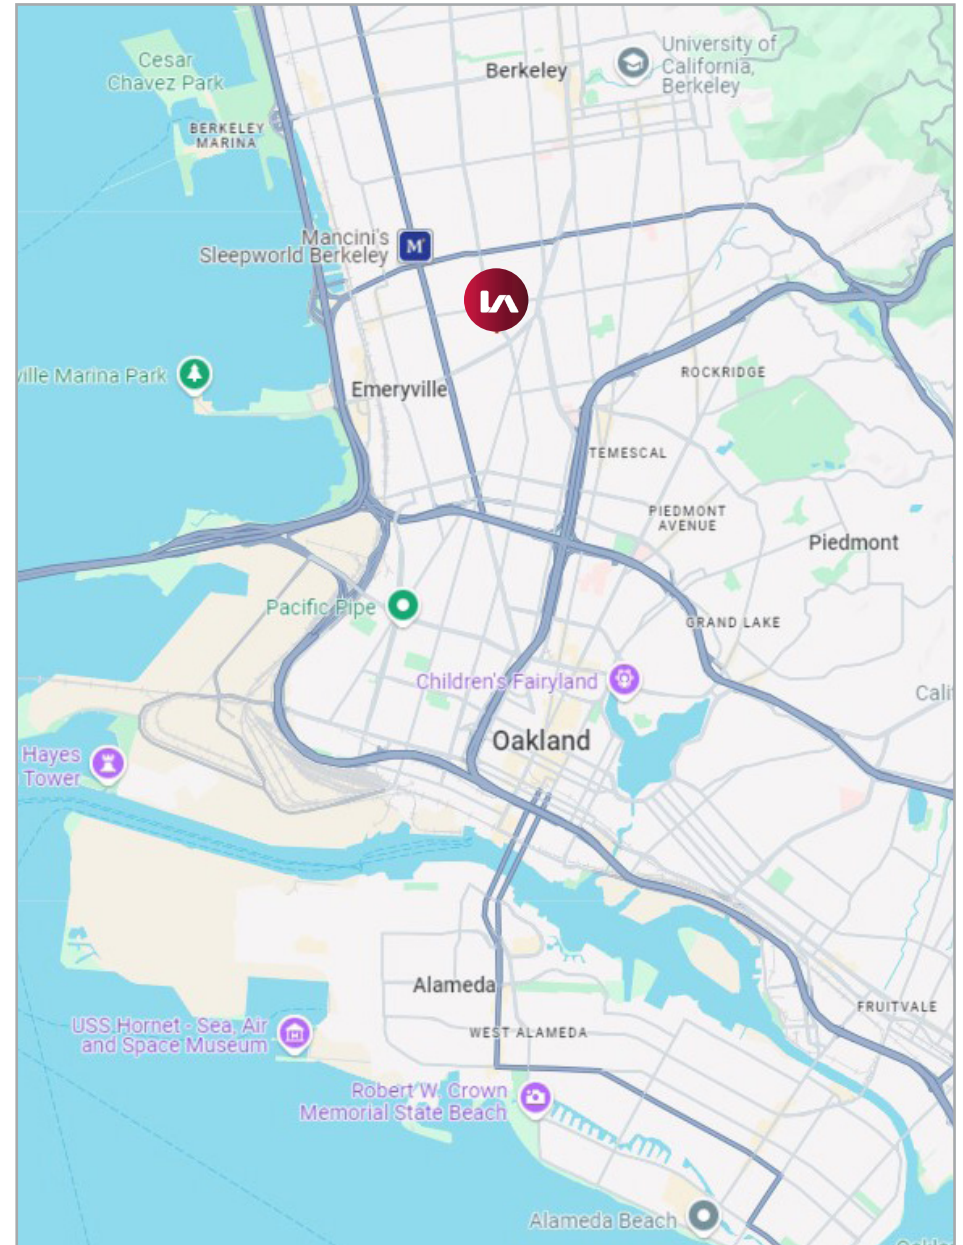 Cesar
Chavez Park
Berkeley
University of
California,
Berkeley
BERKELEY
MARINA
Mancini's
Sleepworld Berkeley
M
ville Marina Park
Emeryville
ROCKRIDGE
TEMESCAL
PIEDMONT
AVENUE
Piedmont
Pacific Pipe
GRAND LAKE
Children's Fairyland
Cali
Oakland
Hayes
Tower
Alameda
FRUITVALE
USS Hornet - Sea, Air
and Space Museum
WEST ALAMEDA
Robert W. Crown
Memorial State Beach
Alameda Beach